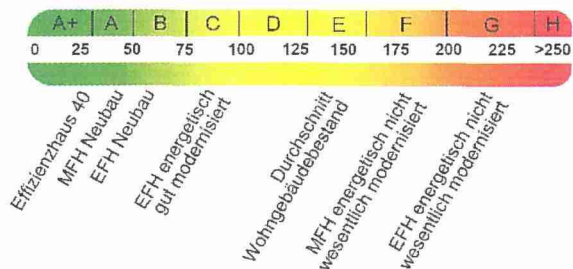 A+ A B C D E F G H
0 25 50 75 100 125 150 175 200 225 >250
Effizienzhaus 40
MFH Neubau
EFH Neubau
EFH energetisch
gut modernisiert
Durchschnitt
Wohngebäudebestand
MFH energetisch nicht
wesentlich modernisiert
EFH energetisch nicht
wesentlich modernisiert